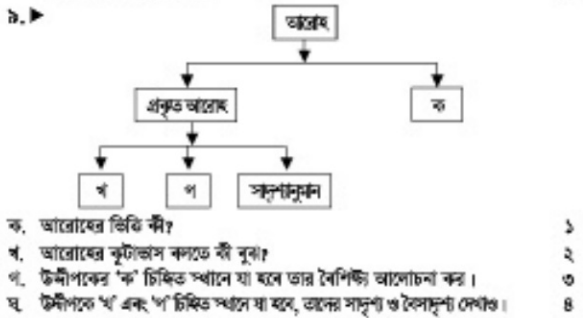 ৯. ▶
আরোহ
প্রকৃত আরোহ
ক
খ
গ
সাদৃশ্যানুমান
ক. আরোহের ভিত্তি কী? ১
খ. আরোহের কূটাভাস বলতে কী বুঝ? ২
গ. উদ্দীপকের ‘ক’ চিহ্নিত স্থানে যা হবে তার বৈশিষ্ট্য আলোচনা কর। ৩
ঘ. উদ্দীপকে ‘খ’ এবং ‘গ’ চিহ্নিত স্থানে যা হবে, তাদের সাদৃশ্য ও বৈসাদৃশ্য দেখাও। ৪